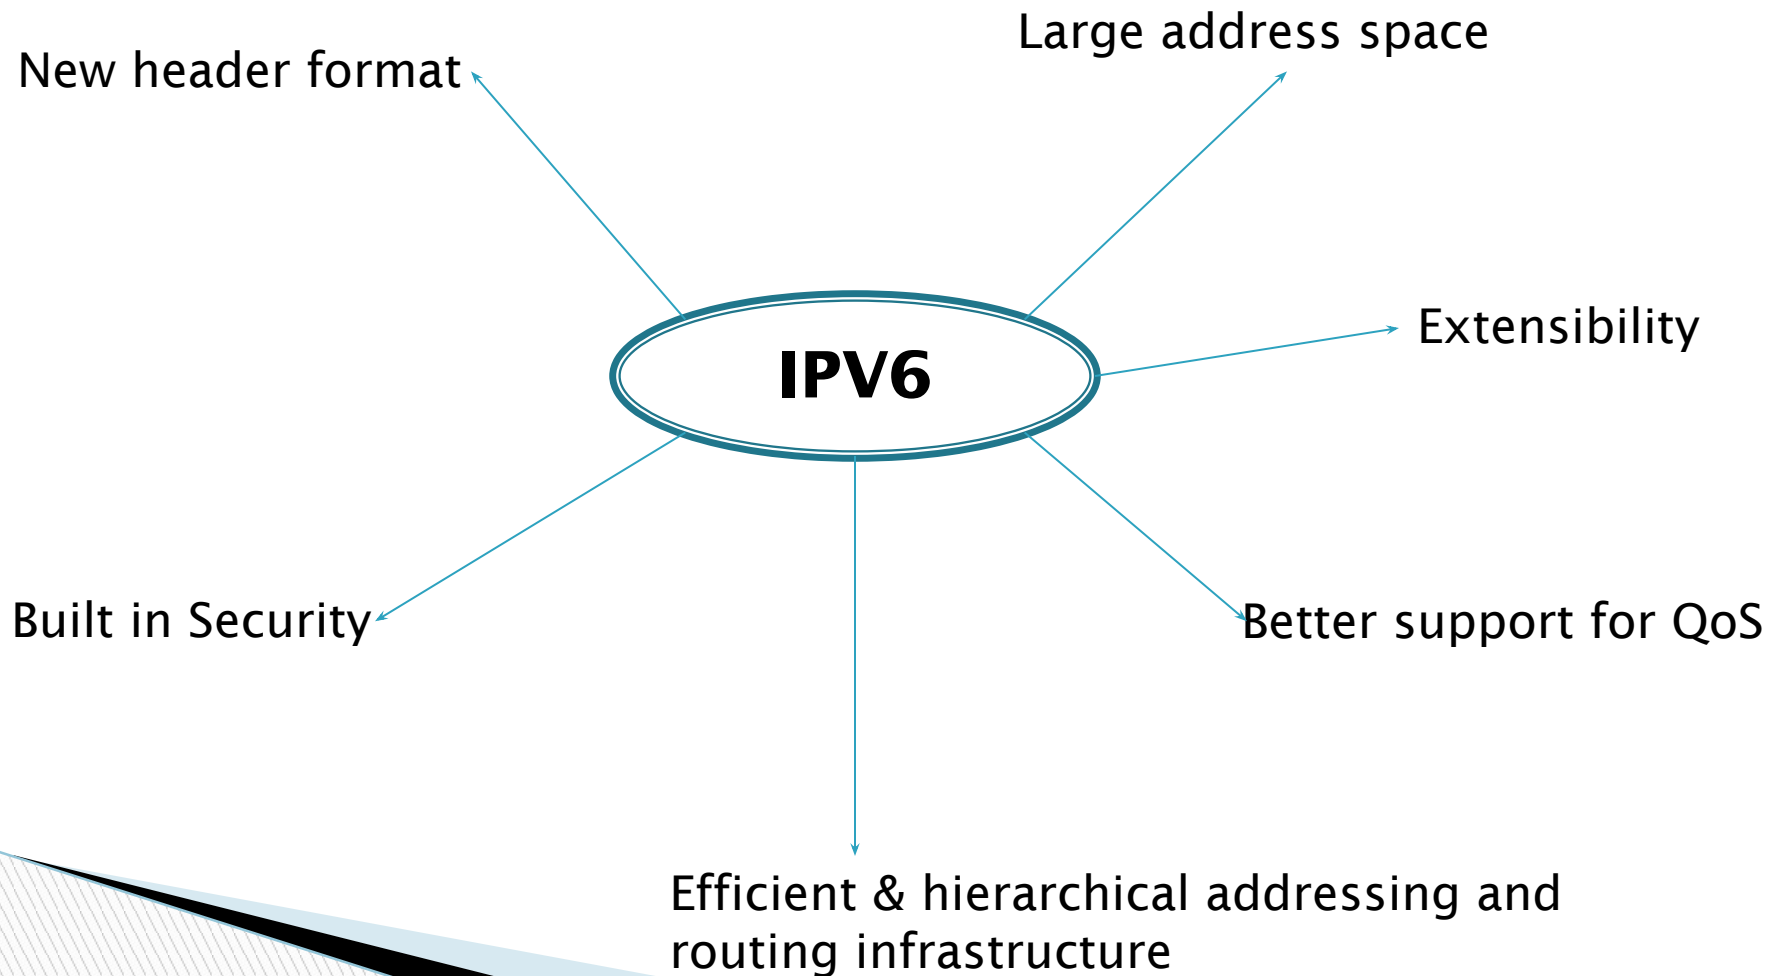 Large address space
New header format
Extensibility
IPV6
Built in Security
Better support for QoS
Efficient & hierarchical addressing and
routing infrastructure